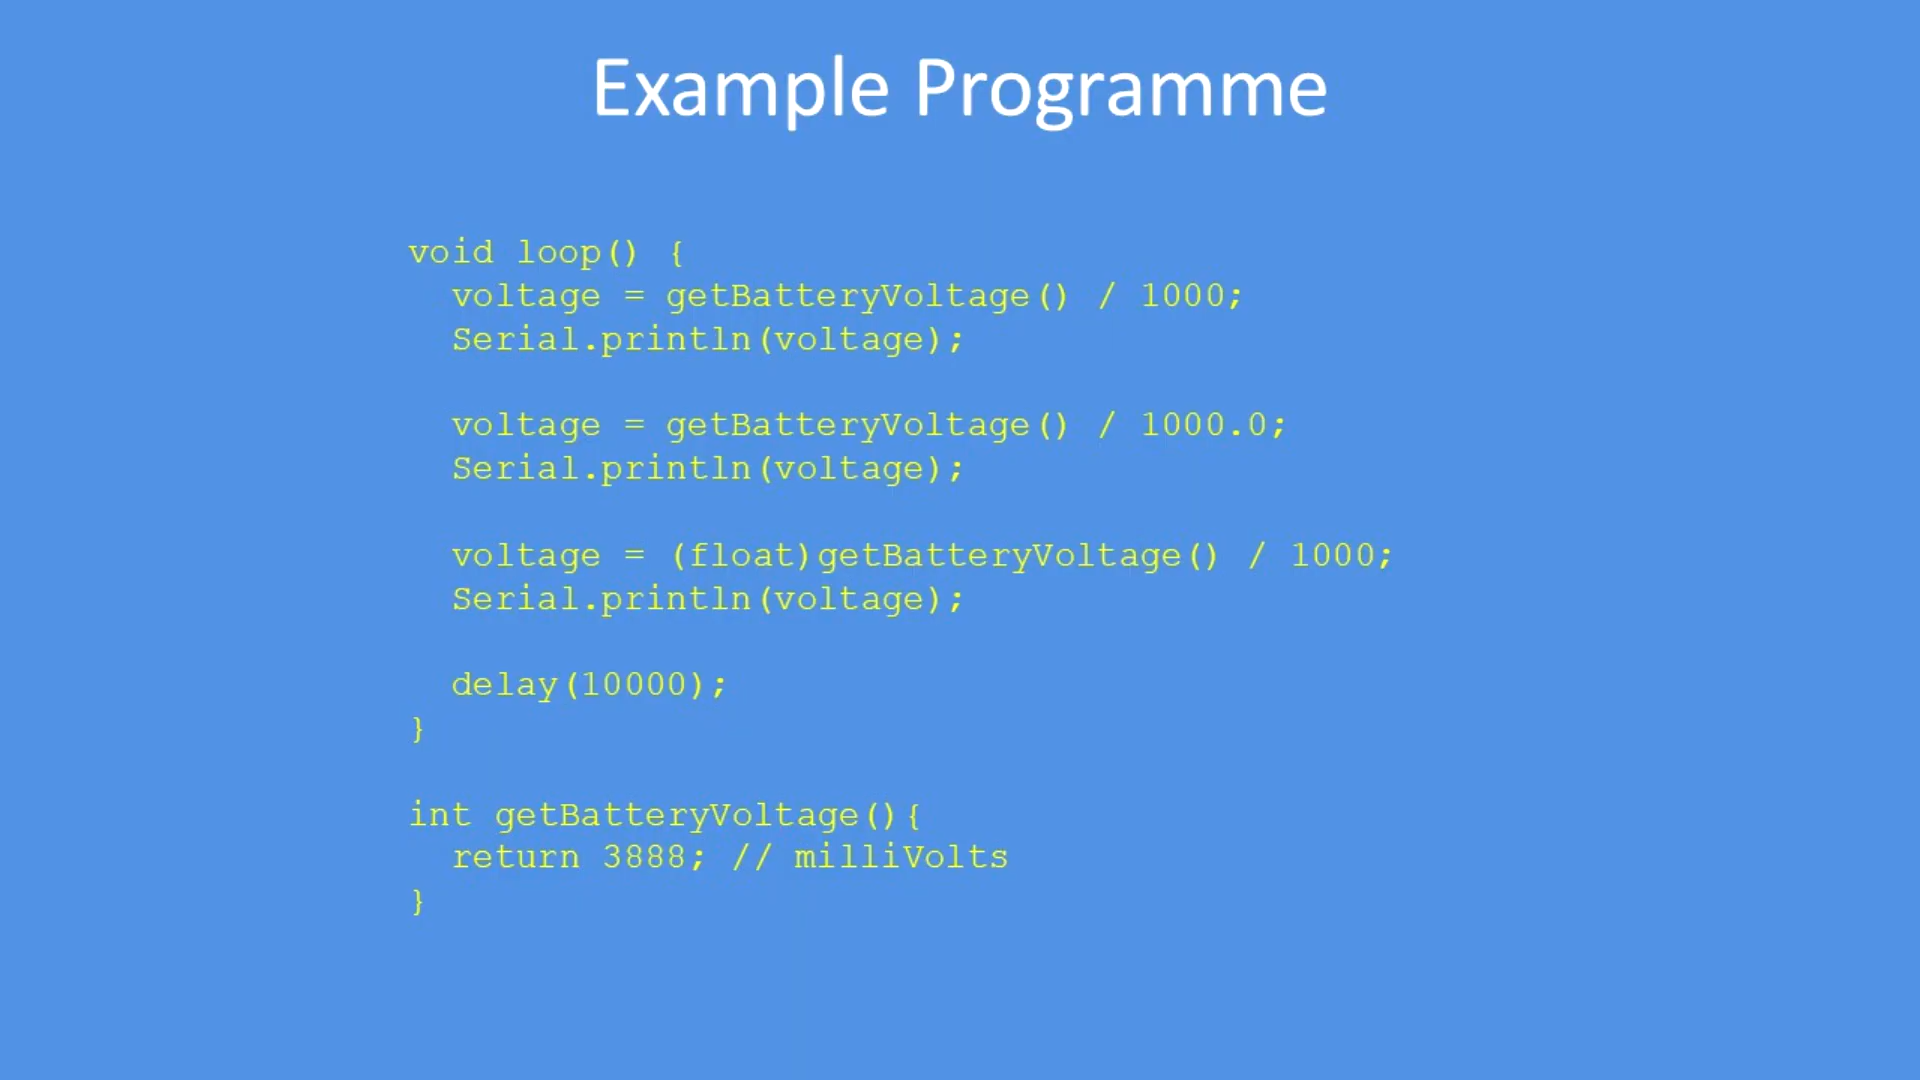 Example Programme
void loop() {
  voltage = getBatteryVoltage() / 1000;
  Serial.println(voltage);
  voltage = getBatteryVoltage() / 1000.0;
  Serial.println(voltage);
  voltage = (float)getBatteryVoltage() / 1000;
  Serial.println(voltage);
  delay(10000);
}
int getBatteryVoltage(){
  return 3888; // milliVolts
}